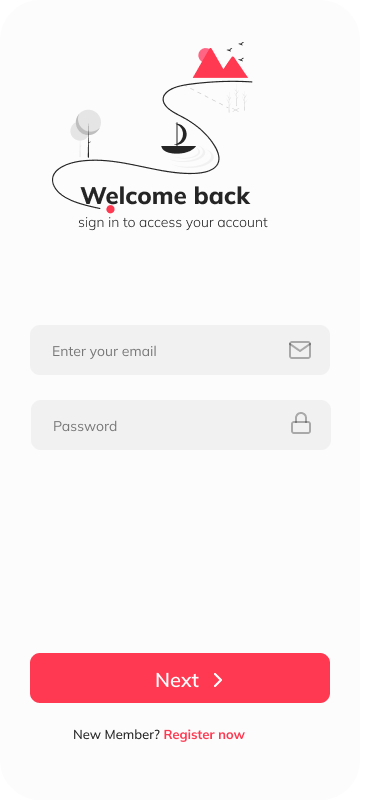 Welcome back
sign in to access your account
Enter your email
Password
Next
New Member? Register now